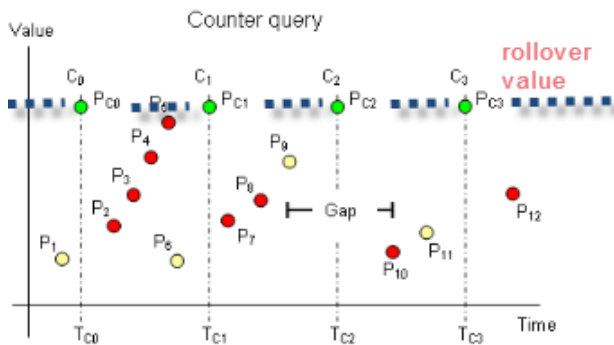 Counter query
Value
rollover
value
C0
C1
C2
C3
PC0
P5
PC1
PC2
PC3
P4
P9
P3
P8
P2
Gap
P12
P1
P6
P7
P10
P11
TC0
TC1
TC2
TC3
Time